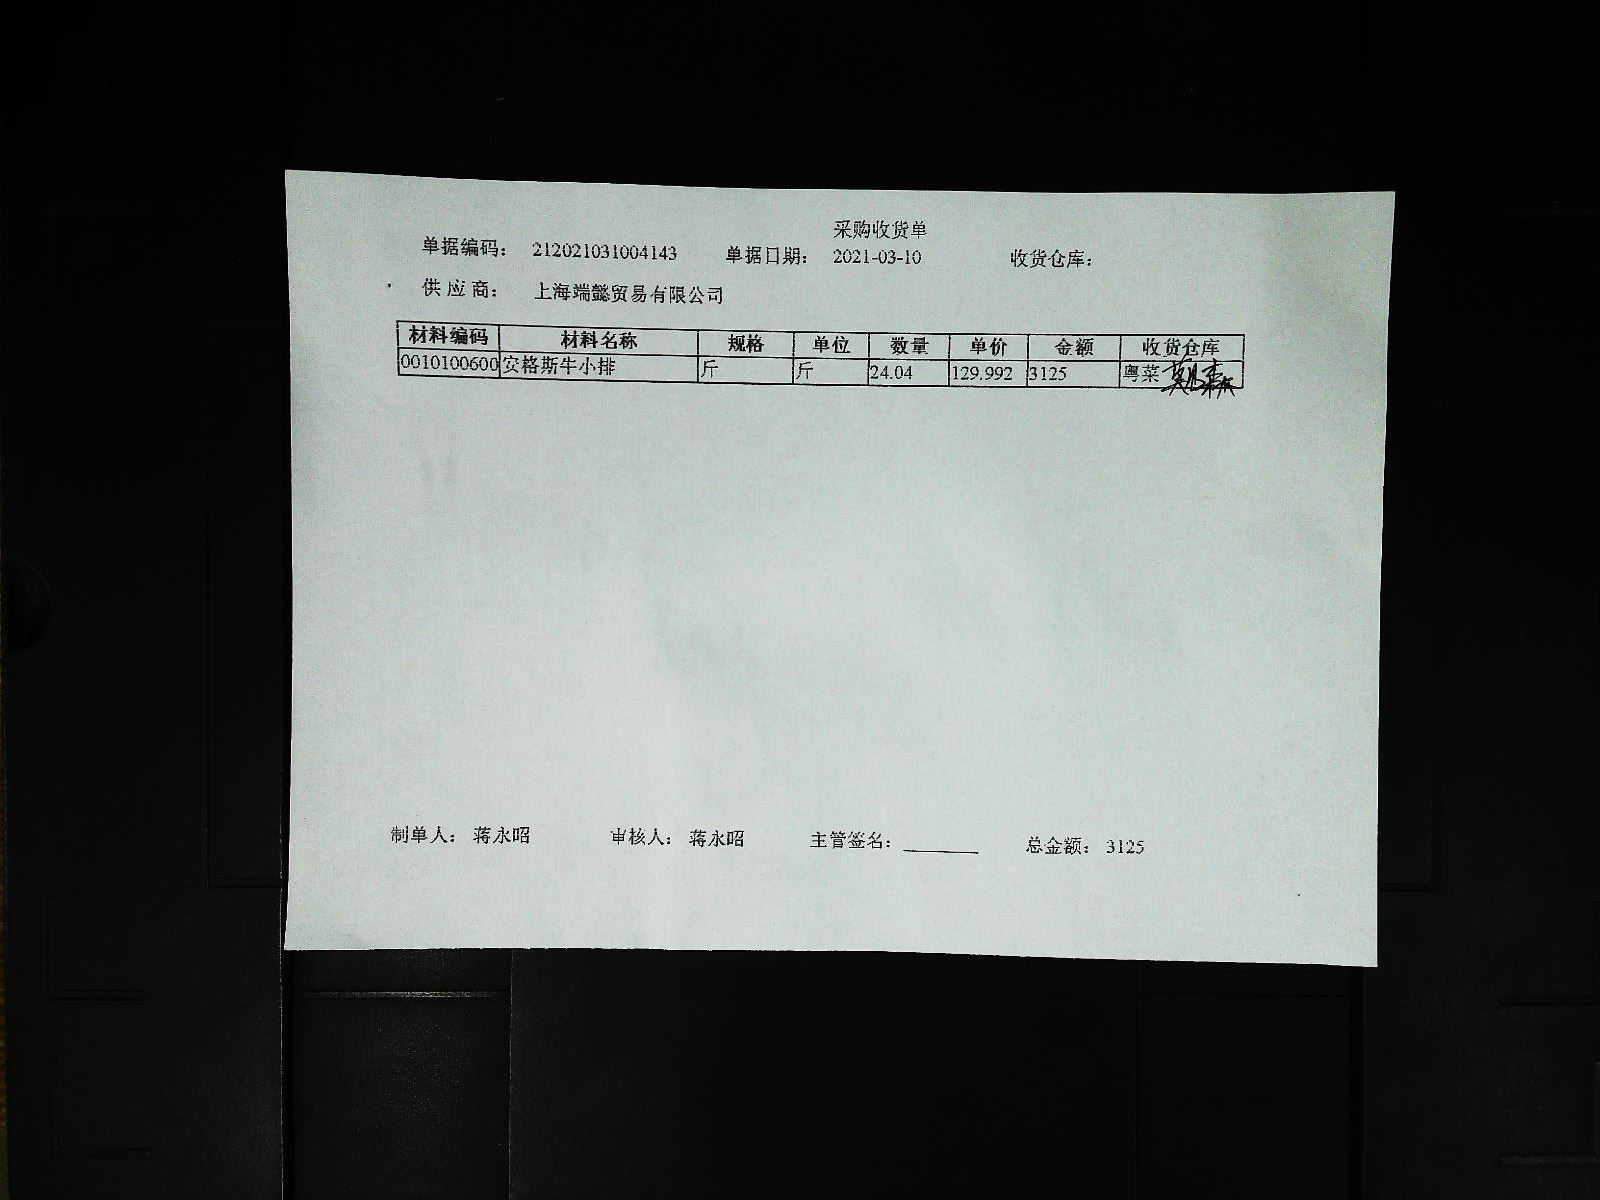 采购收货单
单据编码： 212021031004143 单据日期： 2021-03-10 收货仓库：
供应商： 上海端懿贸易有限公司
材料编码 材料名称 规格 单位 数量 单价 金额 收货仓库
0010100600 安格斯牛小排 斤 斤 24.04 129.992 3125 粤菜
制单人： 蒋永昭 审核人： 蒋永昭 主管签名： 总金额： 3125